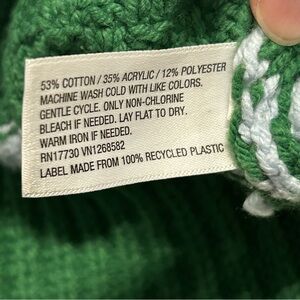 53% COTTON / 35% ACRYLIC / 12% POLYESTER
MACHINE WASH COLD WITH LIKE COLORS.
GENTLE CYCLE. ONLY NON-CHLORINE
BLEACH IF NEEDED. LAY FLAT TO DRY.
WARM IRON IF NEEDED.
RN17730 VN1268582
LABEL MADE FROM 100% RECYCLED PLASTIC